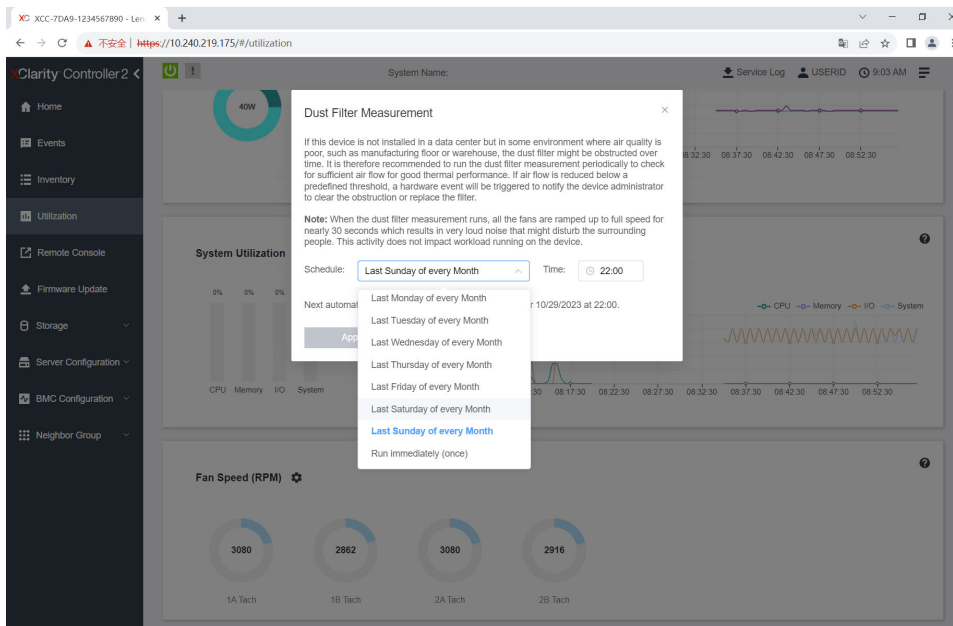 XC XCC-7DA9-1234567890 - Len × +
不安全 | https://10.240.219.175/#/utilization
XClarity Controller 2
System Name:
Service Log USERID 9:03 AM
Home
Events
Inventory
Utilization
Remote Console
Firmware Update
Storage
Server Configuration
BMC Configuration
Neighbor Group
40W
08:32:30 08:37:30 08:42:30 08:47:30 08:52:30
Dust Filter Measurement ×
If this device is not installed in a data center but in some environment where air quality is
poor, such as manufacturing floor or warehouse, the dust filter might be obstructed over
time. It is therefore recommended to run the dust filter measurement periodically to check
for sufficient air flow for good thermal performance. If air flow is reduced below a
predefined threshold, a hardware event will be triggered to notify the device administrator
to clear the obstruction or replace the filter.
Note: When the dust filter measurement runs, all the fans are ramped up to full speed for
nearly 30 seconds which results in very loud noise that might disturb the surrounding
people. This activity does not impact workload running on the device.
Schedule: Last Sunday of every Month Time: 22:00
Next automat
r 10/29/2023 at 22:00.
App
Last Monday of every Month
Last Tuesday of every Month
Last Wednesday of every Month
Last Thursday of every Month
Last Friday of every Month
Last Saturday of every Month
Last Sunday of every Month
Run immediately (once)
System Utilization
0% 0% 0%
CPU Memory I/O System
CPU Memory I/O System
:30 08:17:30 08:22:30 08:27:30 08:32:30 08:37:30 08:42:30 08:47:30 08:52:30
Fan Speed (RPM)
3080 2862 3080 2916
1A Tach 1B Tach 2A Tach 2B Tach